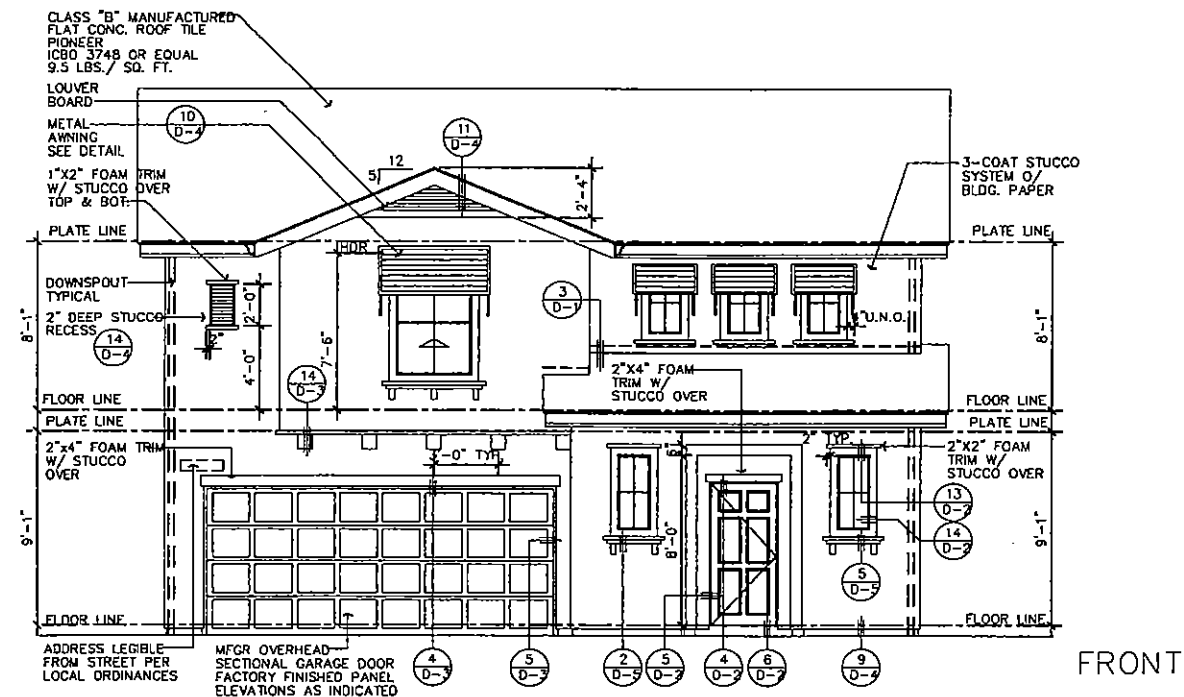 CLASS "B" MANUFACTURED
FLAT CONC. ROOF TILE
PIONEER
ICBO 3748 OR EQUAL
9.5 LBS./ SQ. FT.
LOUVER
BOARD
METAL
AWNING
SEE DETAIL
10
D-4
11
D-4
12
5
2'-4"
1"X2" FOAM TRIM
W/ STUCCO OVER
TOP & BOT.
3-COAT STUCCO
SYSTEM O/
BLDG. PAPER
PLATE LINE
PLATE LINE
HDR
DOWNSPOUT
TYPICAL
2" DEEP STUCCO
RECESS
14
D-4
2"
2'-0"
4'-0"
7'-6"
8'-1"
8'-1"
3
D-1
U.N.O.
14
D-3
2"X4" FOAM
TRIM W/
STUCCO OVER
FLOOR LINE
FLOOR LINE
PLATE LINE
PLATE LINE
2"x4" FOAM TRIM
W/ STUCCO
OVER
-0" TYP.
6"
2" TYP.
2"X2" FOAM
TRIM W/
STUCCO OVER
13
D-2
14
D-2
8'-0"
9'-1"
9'-1"
5
D-5
FLOOR LINE
FLOOR LINE
ADDRESS LEGIBLE
FROM STREET PER
LOCAL ORDINANCES
MFGR OVERHEAD
SECTIONAL GARAGE DOOR
FACTORY FINISHED PANEL
ELEVATIONS AS INDICATED
4
D-3
5
D-3
2
D-5
5
D-2
4
D-2
6
D-2
9
D-4
FRONT